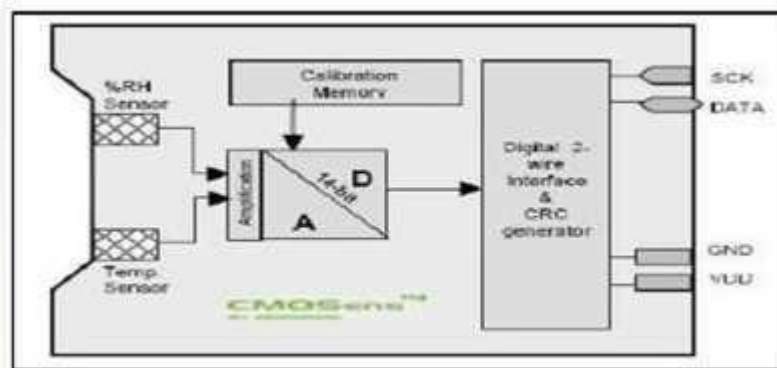 %RH
Sensor
Calibration
Memory
SCK
DATA
Digital 2-
wire
Interface
&
CRC
generator
Amplification
14-bit
D
A
GND
VDD
Temp
Sensor
CMOSens™